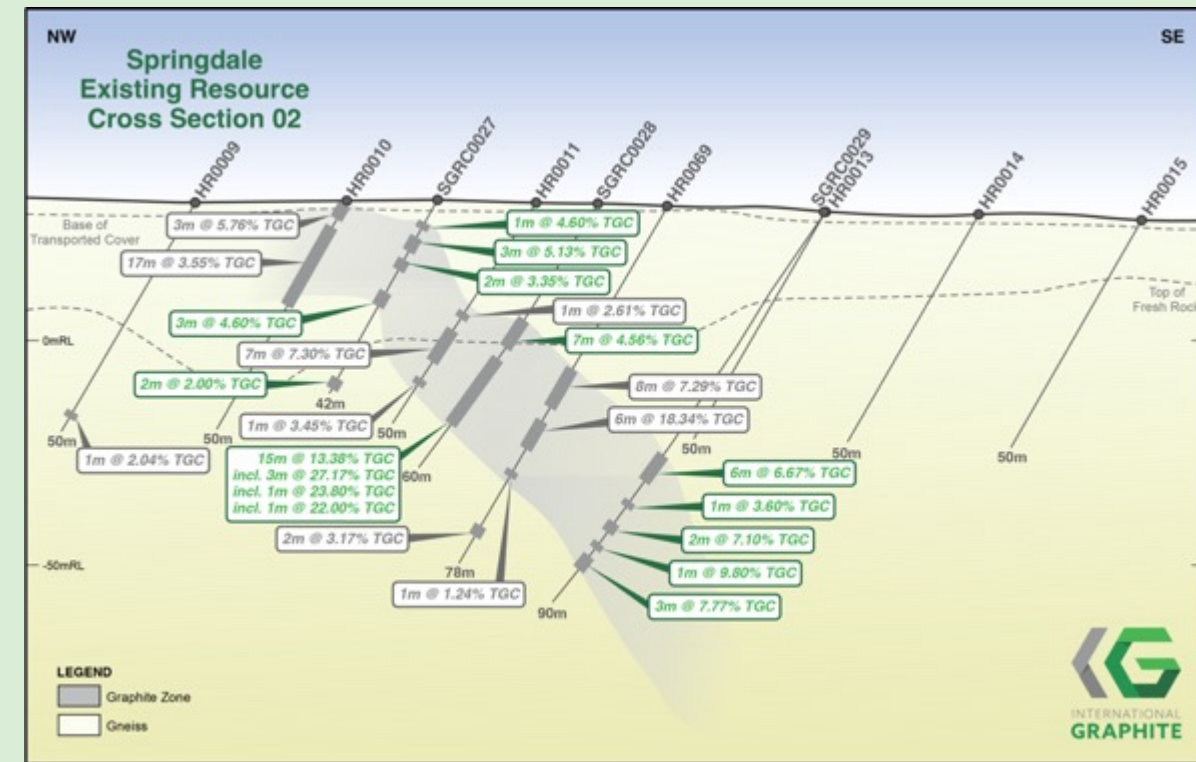 NW
SE
Springdale
Existing Resource
Cross Section 02
HR0009
HR0010
SGRC0027
HR0011
SGRC0028
HR0069
SGRC0029
HR0013
HR0014
HR0015
Base of
Transported Cover
3m @ 5.76% TGC
17m @ 3.55% TGC
1m @ 4.60% TGC
3m @ 5.13% TGC
2m @ 3.35% TGC
Top of
Fresh Rock
1m @ 2.61% TGC
3m @ 4.60% TGC
7m @ 4.56% TGC
0mRL
7m @ 7.30% TGC
2m @ 2.00% TGC
8m @ 7.29% TGC
42m
6m @ 18.34% TGC
1m @ 3.45% TGC
50m
50m
50m
50m
50m
50m
1m @ 2.04% TGC
15m @ 13.38% TGC
incl. 3m @ 27.17% TGC
incl. 1m @ 23.80% TGC
incl. 1m @ 22.00% TGC
60m
6m @ 6.67% TGC
1m @ 3.60% TGC
2m @ 3.17% TGC
2m @ 7.10% TGC
-50mRL
78m
1m @ 9.80% TGC
1m @ 1.24% TGC
3m @ 7.77% TGC
90m
LEGEND
Graphite Zone
Gneiss
INTERNATIONAL
GRAPHITE